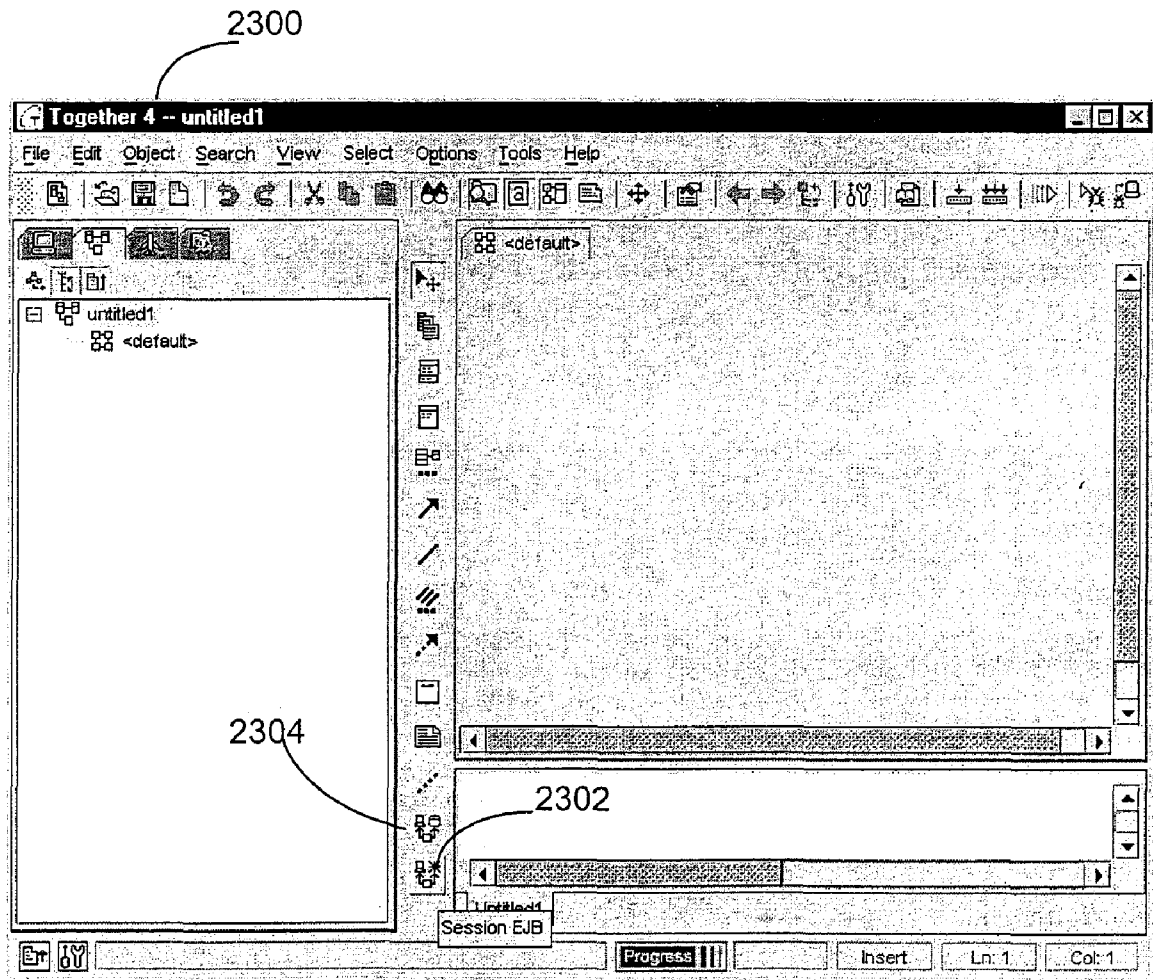 2300
Together 4 -- untitled1
File Edit Object Search View Select Options Tools Help
<default>
untitled1
<default>
2304
2302
Untitled1
Session EJB
Progress
Insert
Ln: 1
Col: 1